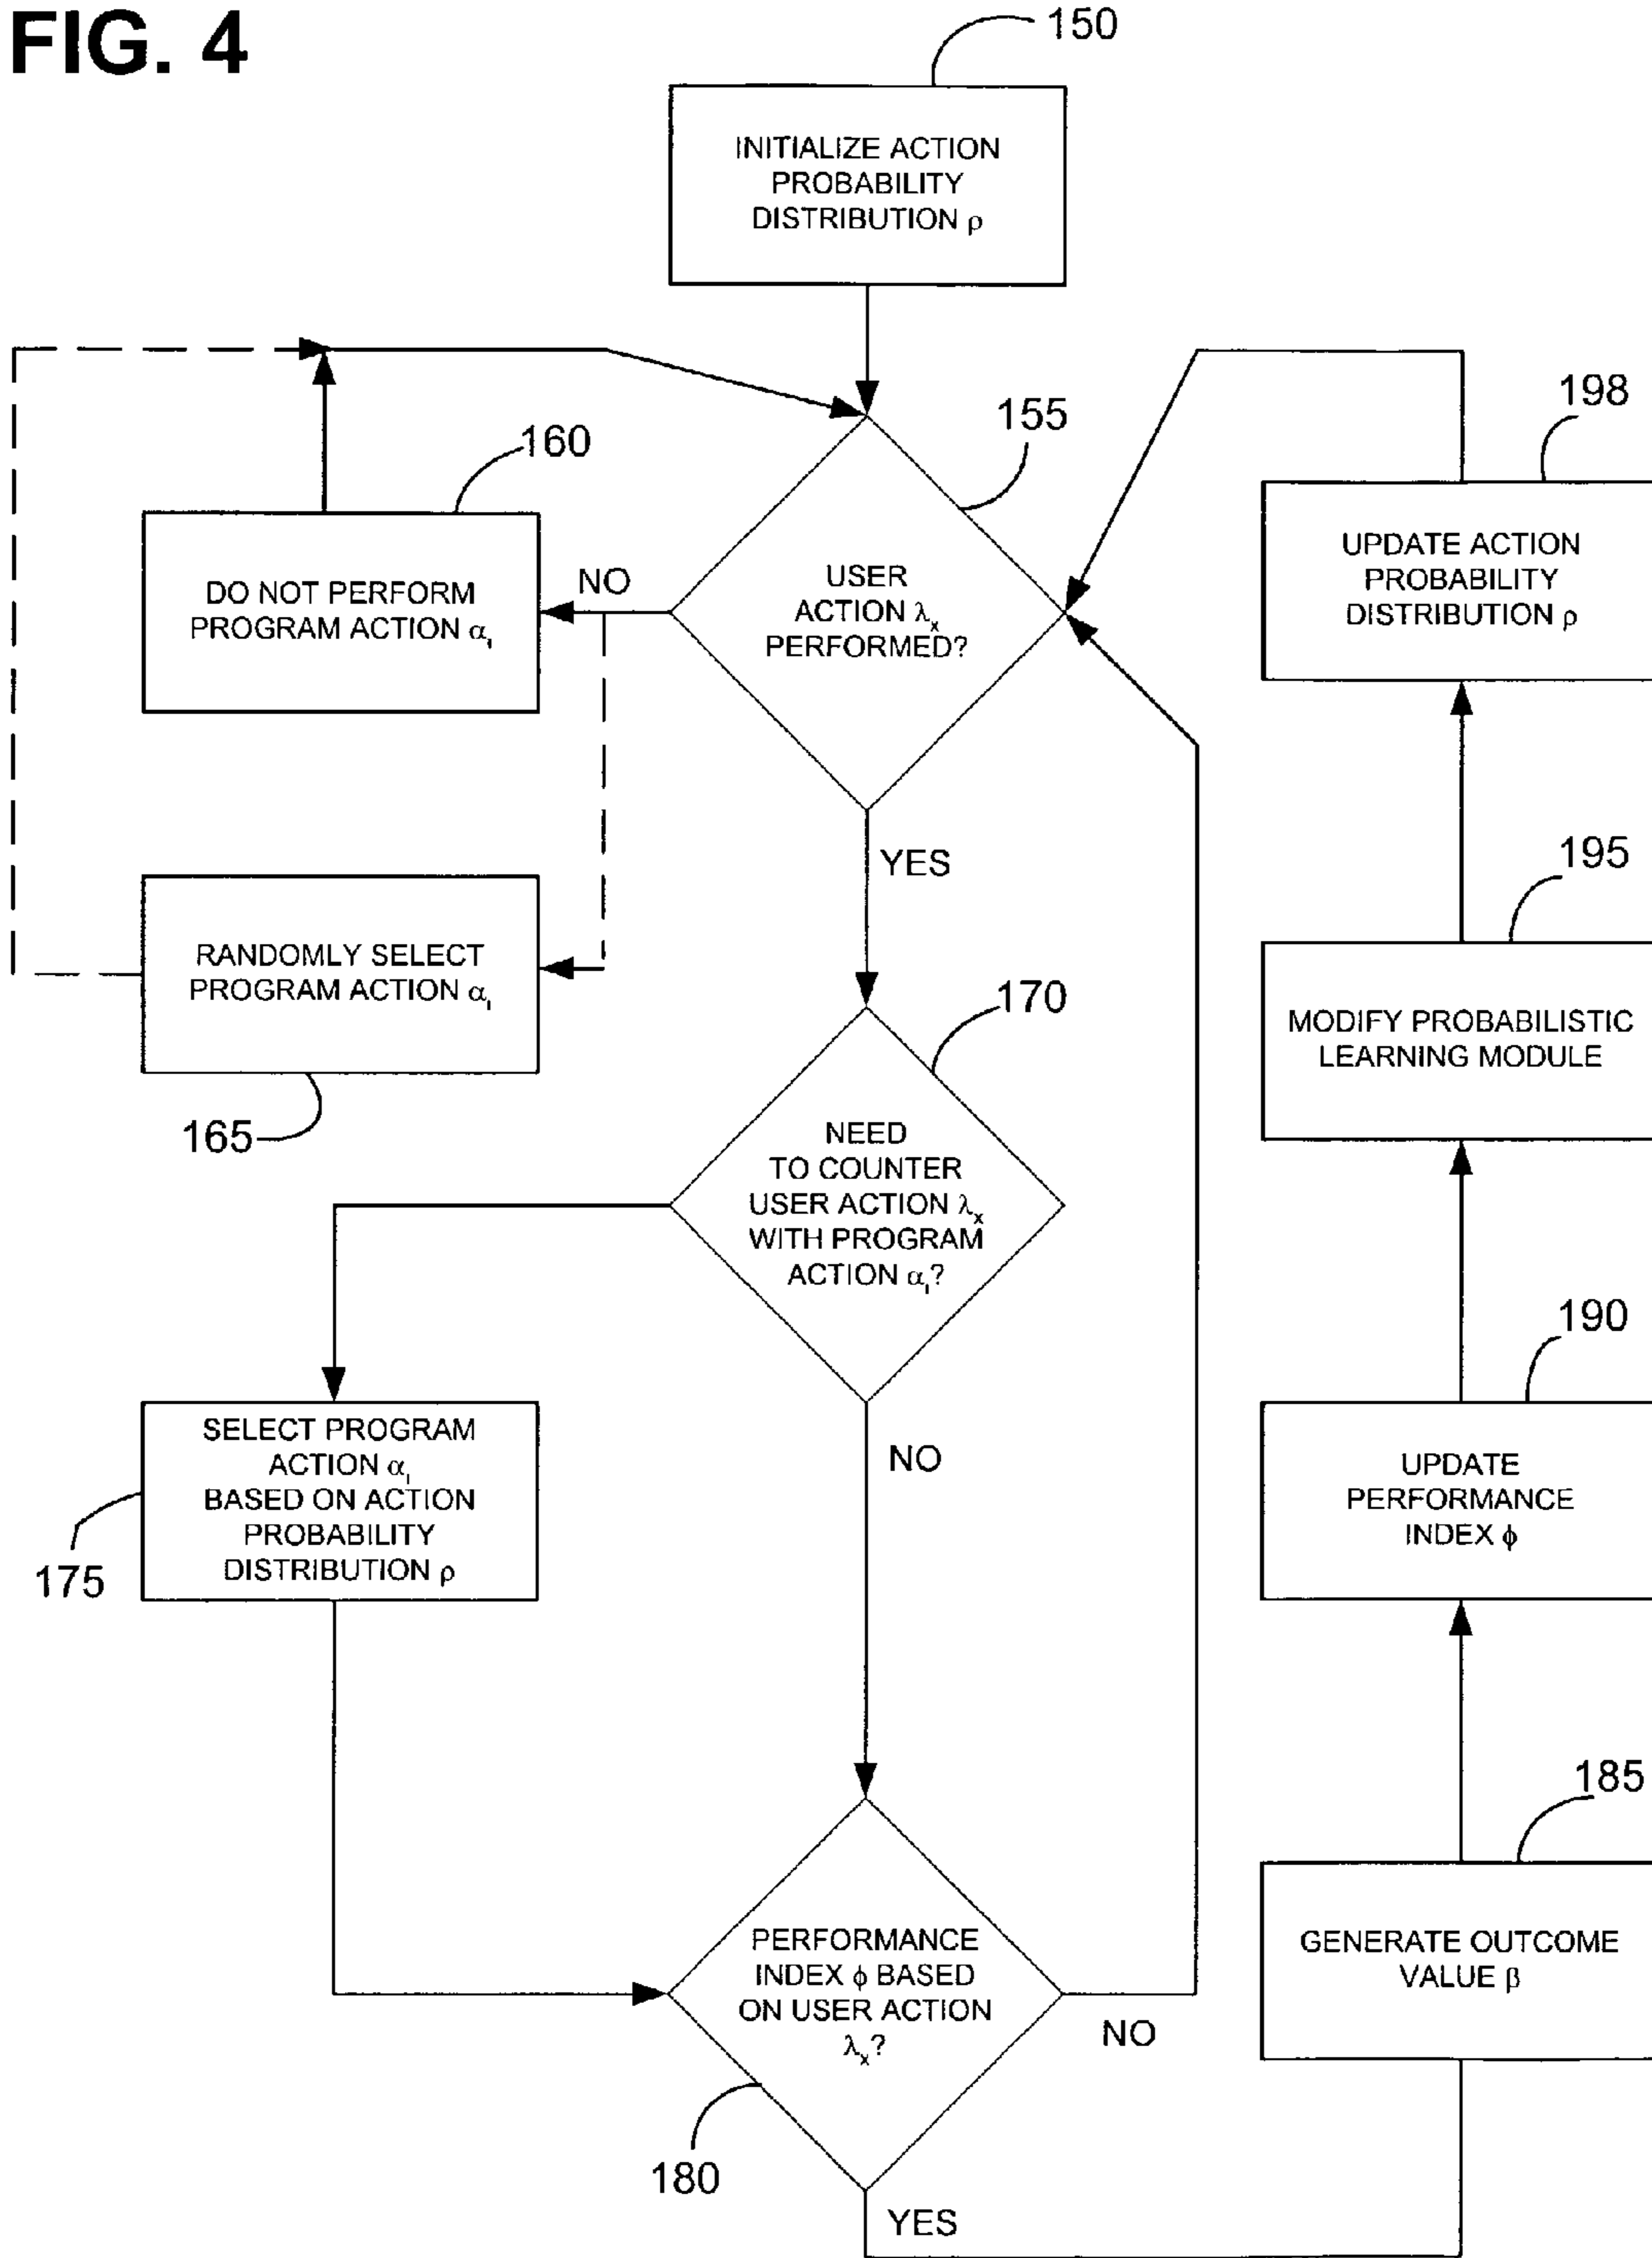 FIG. 4
150
INITIALIZE ACTION
PROBABILITY
DISTRIBUTION ρ
155
198
160
UPDATE ACTION
PROBABILITY
DISTRIBUTION ρ
DO NOT PERFORM
PROGRAM ACTION αᵢ
NO
USER
ACTION λₓ
PERFORMED?
YES
195
RANDOMLY SELECT
PROGRAM ACTION αᵢ
165
170
MODIFY PROBABILISTIC
LEARNING MODULE
NEED
TO COUNTER
USER ACTION λₓ
WITH PROGRAM
ACTION αᵢ?
190
SELECT PROGRAM
ACTION αᵢ
BASED ON ACTION
PROBABILITY
DISTRIBUTION ρ
175
NO
UPDATE
PERFORMANCE
INDEX ϕ
185
PERFORMANCE
INDEX ϕ BASED
ON USER ACTION
λₓ?
NO
GENERATE OUTCOME
VALUE β
180
YES